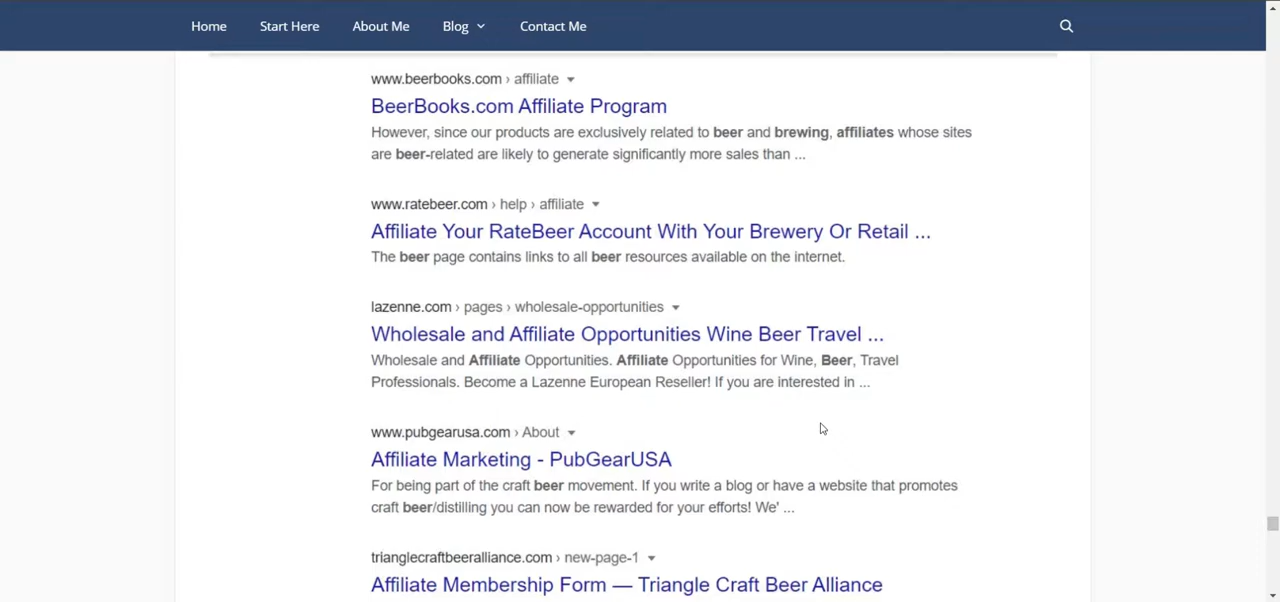 Home Start Here About Me Blog Contact Me
www.beerbooks.com › affiliate
BeerBooks.com Affiliate Program
However, since our products are exclusively related to beer and brewing, affiliates whose sites
are beer-related are likely to generate significantly more sales than ...
www.ratebeer.com › help › affiliate
Affiliate Your RateBeer Account With Your Brewery Or Retail ...
The beer page contains links to all beer resources available on the internet.
lazenne.com › pages › wholesale-opportunities
Wholesale and Affiliate Opportunities Wine Beer Travel ...
Wholesale and Affiliate Opportunities. Affiliate Opportunities for Wine, Beer, Travel
Professionals. Become a Lazenne European Reseller! If you are interested in ...
www.pubgearusa.com › About
Affiliate Marketing - PubGearUSA
For being part of the craft beer movement. If you write a blog or have a website that promotes
craft beer/distilling you can now be rewarded for your efforts! We' ...
trianglecraftbeeralliance.com › new-page-1
Affiliate Membership Form — Triangle Craft Beer Alliance